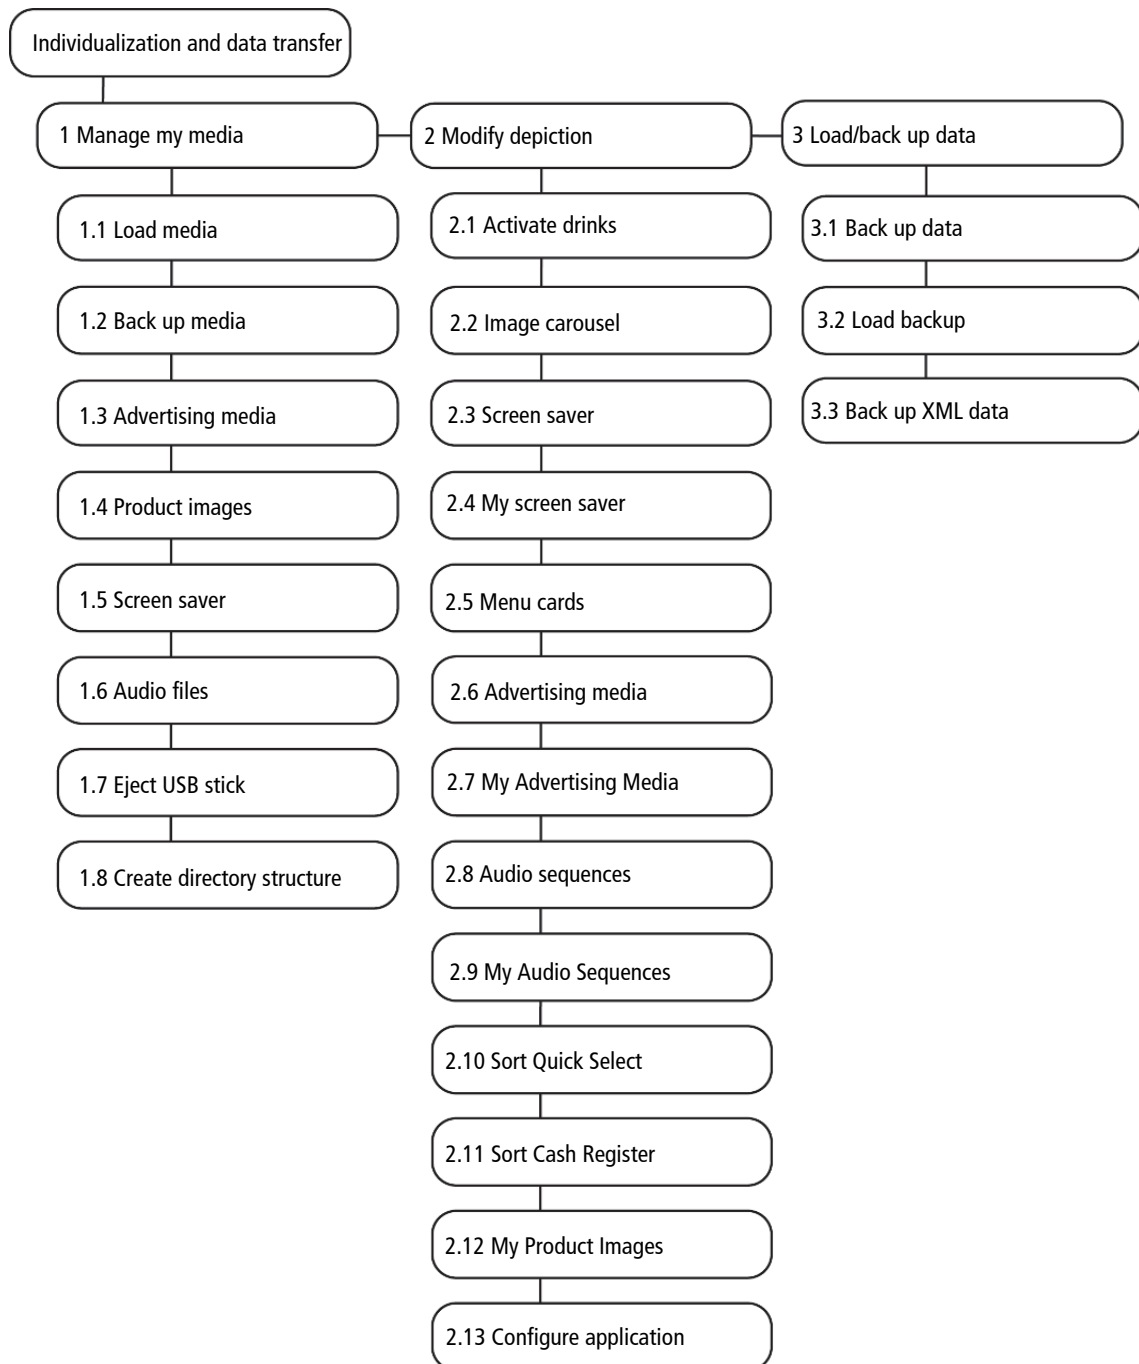 Individualization and data transfer
1 Manage my media
2 Modify depiction
3 Load/back up data
1.1 Load media
1.2 Back up media
1.3 Advertising media
1.4 Product images
1.5 Screen saver
1.6 Audio files
1.7 Eject USB stick
1.8 Create directory structure
2.1 Activate drinks
2.2 Image carousel
2.3 Screen saver
2.4 My screen saver
2.5 Menu cards
2.6 Advertising media
2.7 My Advertising Media
2.8 Audio sequences
2.9 My Audio Sequences
2.10 Sort Quick Select
2.11 Sort Cash Register
2.12 My Product Images
2.13 Configure application
3.1 Back up data
3.2 Load backup
3.3 Back up XML data